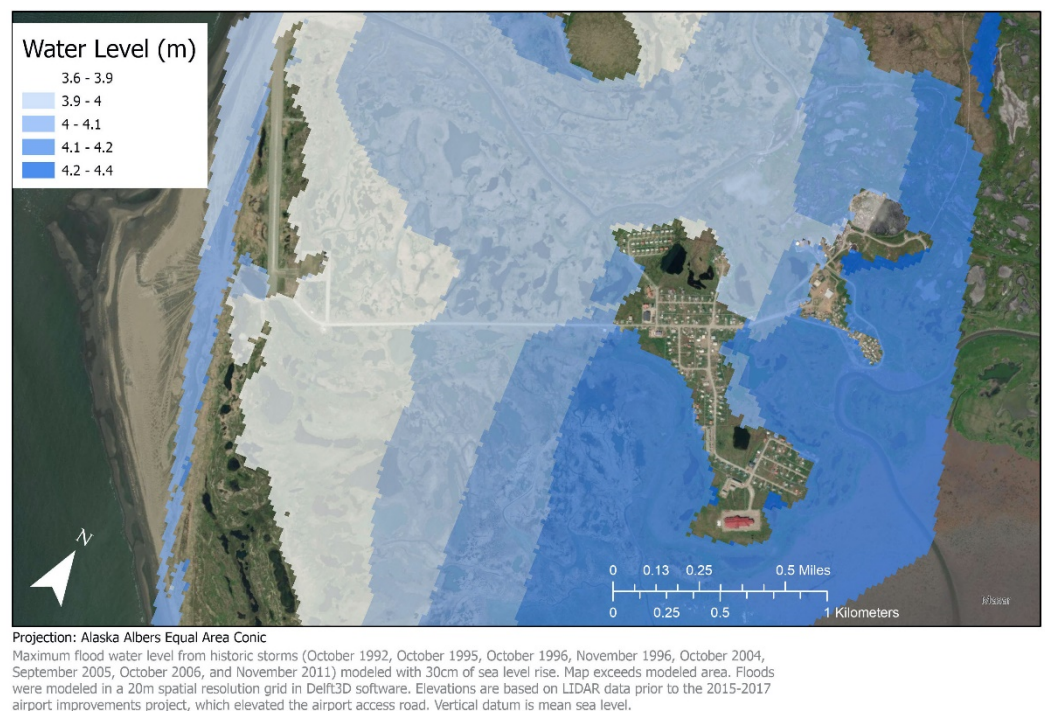 Water Level (m)
3.6 - 3.9
3.9 - 4
4 - 4.1
4.1 - 4.2
4.2 - 4.4
N
0 0.13 0.25 0.5 Miles
0 0.25 0.5 1 Kilometers
Maxar
Projection: Alaska Albers Equal Area Conic
Maximum flood water level from historic storms (October 1992, October 1995, October 1996, November 1996, October 2004,
September 2005, October 2006, and November 2011) modeled with 30cm of sea level rise. Map exceeds modeled area. Floods
were modeled in a 20m spatial resolution grid in Delft3D software. Elevations are based on LIDAR data prior to the 2015-2017
airport improvements project, which elevated the airport access road. Vertical datum is mean sea level.